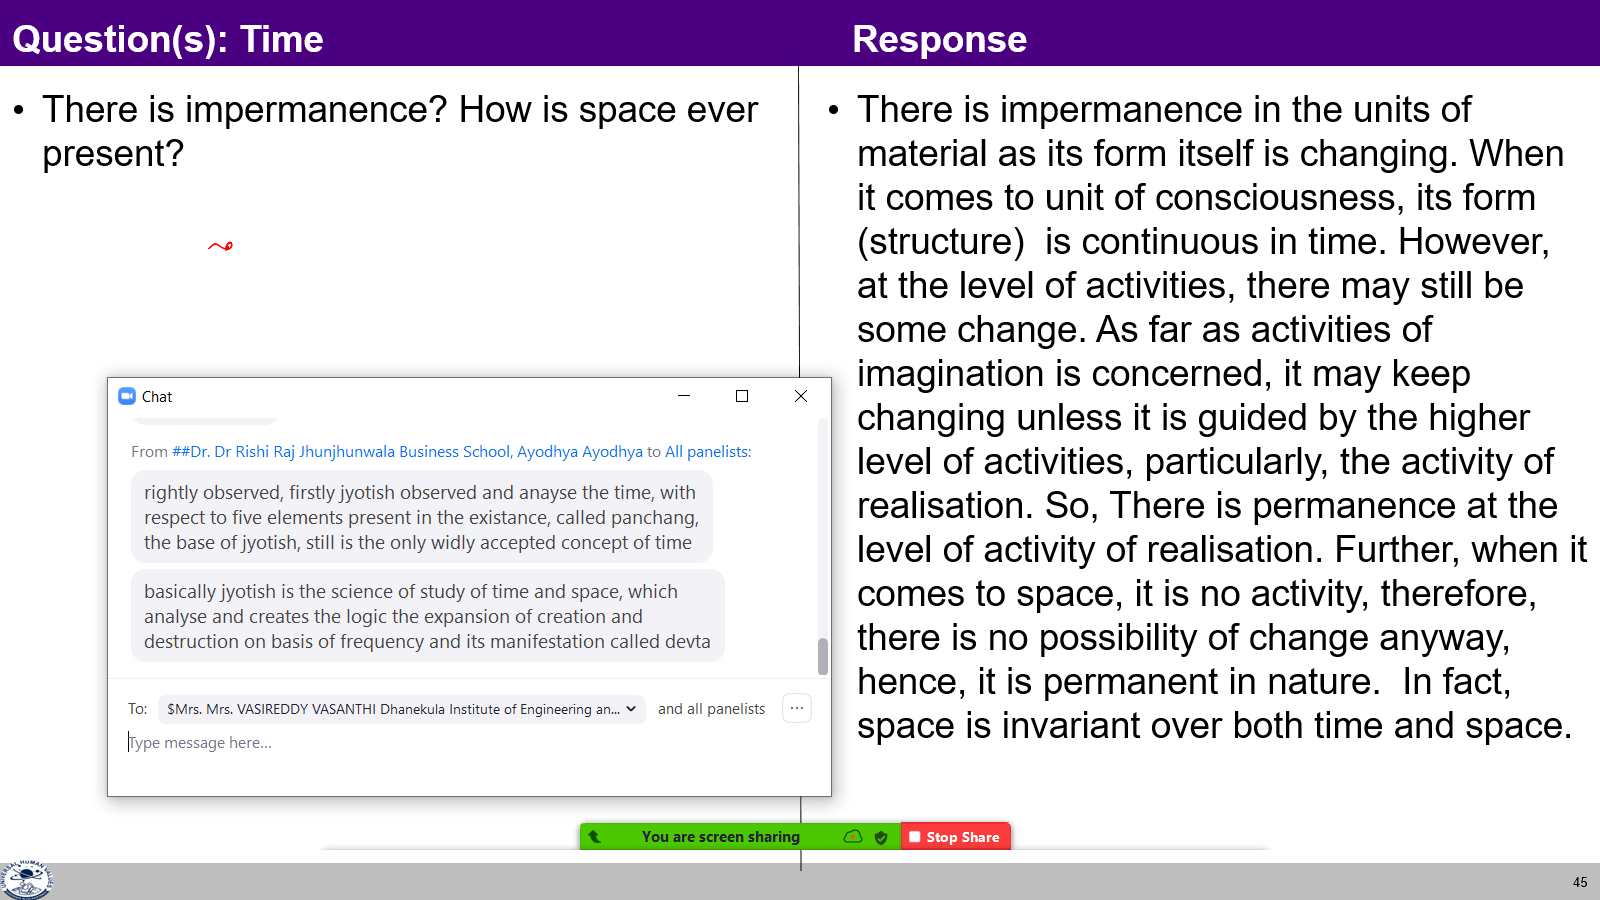 Question(s): Time
Response
• There is impermanence? How is space ever
present?
• There is impermanence in the units of
material as its form itself is changing. When
it comes to unit of consciousness, its form
(structure)  is continuous in time. However,
at the level of activities, there may still be
some change. As far as activities of
imagination is concerned, it may keep
changing unless it is guided by the higher
level of activities, particularly, the activity of
realisation. So, There is permanence at the
level of activity of realisation. Further, when it
comes to space, it is no activity, therefore,
there is no possibility of change anyway,
hence, it is permanent in nature.  In fact,
space is invariant over both time and space.
Chat
From ##Dr. Dr Rishi Raj Jhunjhunwala Business School, Ayodhya Ayodhya to All panelists:
rightly observed, firstly jyotish observed and anayse the time, with
respect to five elements present in the existance, called panchang,
the base of jyotish, still is the only widly accepted concept of time
basically jyotish is the science of study of time and space, which
analyse and creates the logic the expansion of creation and
destruction on basis of frequency and its manifestation called devta
To: $Mrs. Mrs. VASIREDDY VASANTHI Dhanekula Institute of Engineering an... and all panelists
Type message here...
You are screen sharing
Stop Share
UNIVERSAL HUMAN VALUES
45